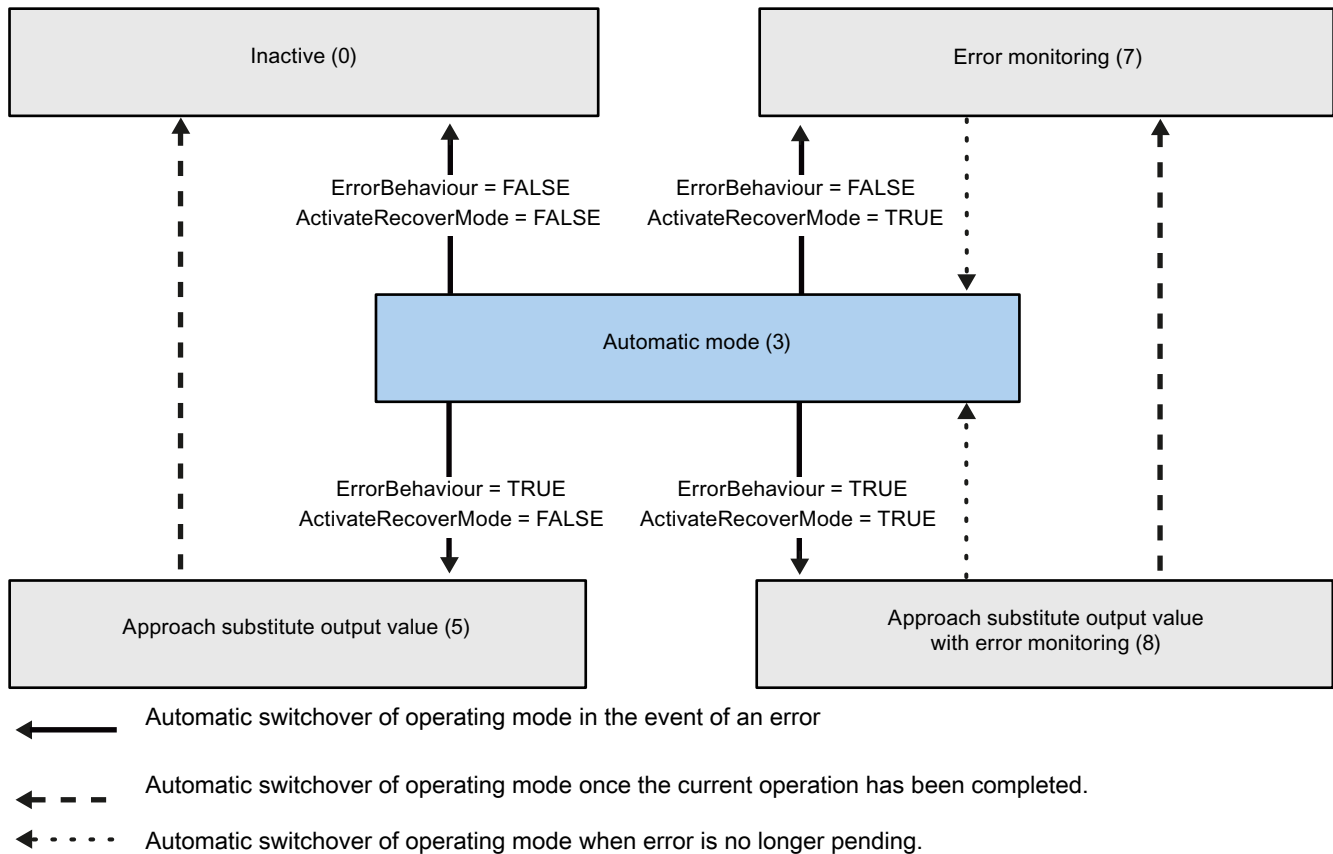 Inactive (0)
Error monitoring (7)
ErrorBehaviour = FALSE
ActivateRecoverMode = FALSE
ErrorBehaviour = FALSE
ActivateRecoverMode = TRUE
Automatic mode (3)
ErrorBehaviour = TRUE
ActivateRecoverMode = FALSE
ErrorBehaviour = TRUE
ActivateRecoverMode = TRUE
Approach substitute output value (5)
Approach substitute output value
with error monitoring (8)
Automatic switchover of operating mode in the event of an error
Automatic switchover of operating mode once the current operation has been completed.
Automatic switchover of operating mode when error is no longer pending.